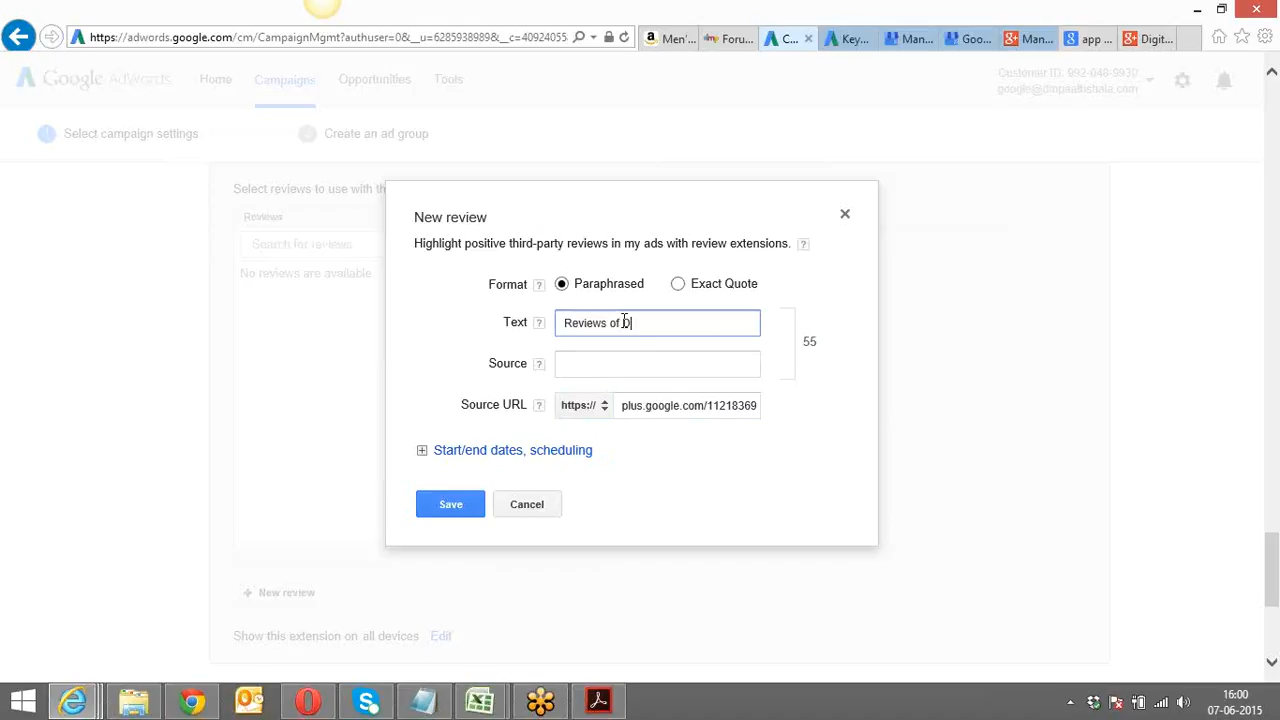 https://adwords.google.com/cm/CampaignMgmt?authuser=0&__u=6285938989&__c=40924055
Men'...
Foru...
C...
Key...
Man...
Goo...
Man...
app ...
Digit...
Google AdWords
Home
Campaigns
Opportunities
Tools
Customer ID: 992-048-9930
Select campaign settings
Create an ad group
Select reviews to use with th
Reviews
Search for reviews
No reviews are available
New review
Highlight positive third-party reviews in my ads with review extensions. ?
Format ? Paraphrased Exact Quote
Text ? Reviews of
55
Source ?
Source URL ? https:// plus.google.com/11218369
Start/end dates, scheduling
Save
Cancel
+ New review
Show this extension on all devices Edit
16:00
07-06-2015